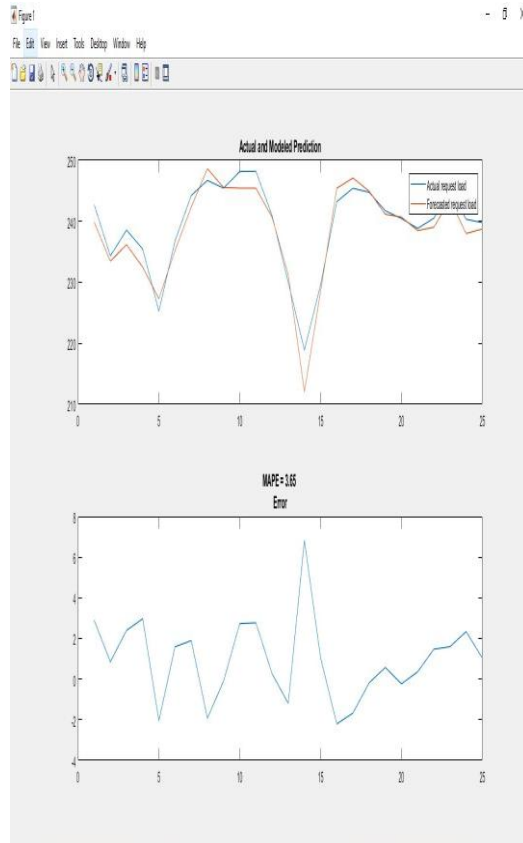 Figure 1
File Edit View Insert Tools Desktop Window Help
Actual and Modeled Prediction
250
240
230
220
210
0 5 10 15 20 25
Actual request load
Forecasted request load
MAPE = 3.65
Error
8
6
4
2
0
-2
-4
0 5 10 15 20 25